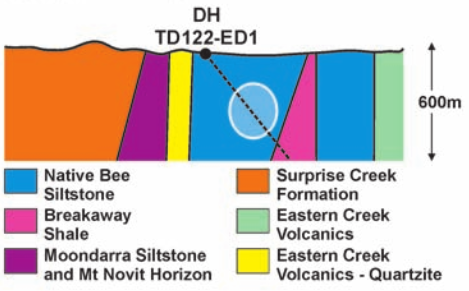 DH
TD122-ED1
600m
Native Bee
Siltstone
Breakaway
Shale
Moondarra Siltstone
and Mt Novit Horizon
Surprise Creek
Formation
Eastern Creek
Volcanics
Eastern Creek
Volcanics - Quartzite